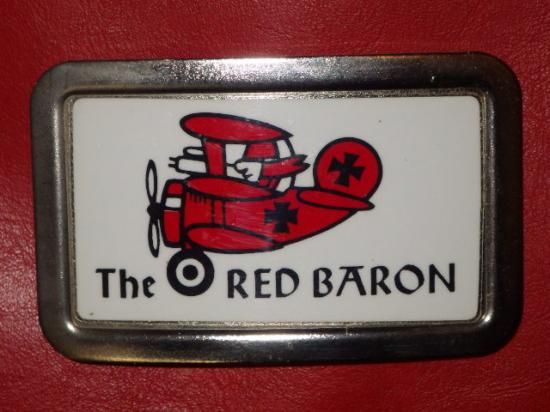 The RED BARON